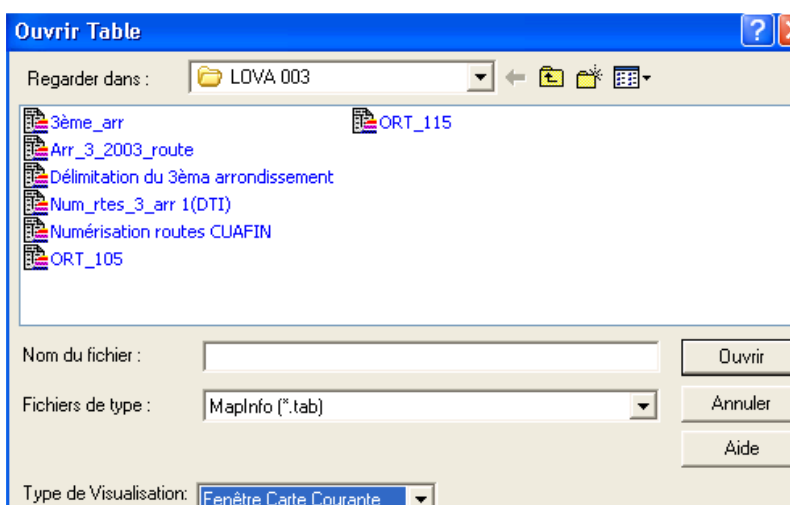 Ouvrir Table
Regarder dans : LOVA 003
3ème_arr
Arr_3_2003_route
Délimitation du 3èma arrondissement
Num_rtes_3_arr 1(DTI)
Numérisation routes CUAFIN
ORT_105
ORT_115
Nom du fichier : Ouvrir
Fichiers de type : MapInfo (*.tab) Annuler
Aide
Type de Visualisation: Fenêtre Carte Courante